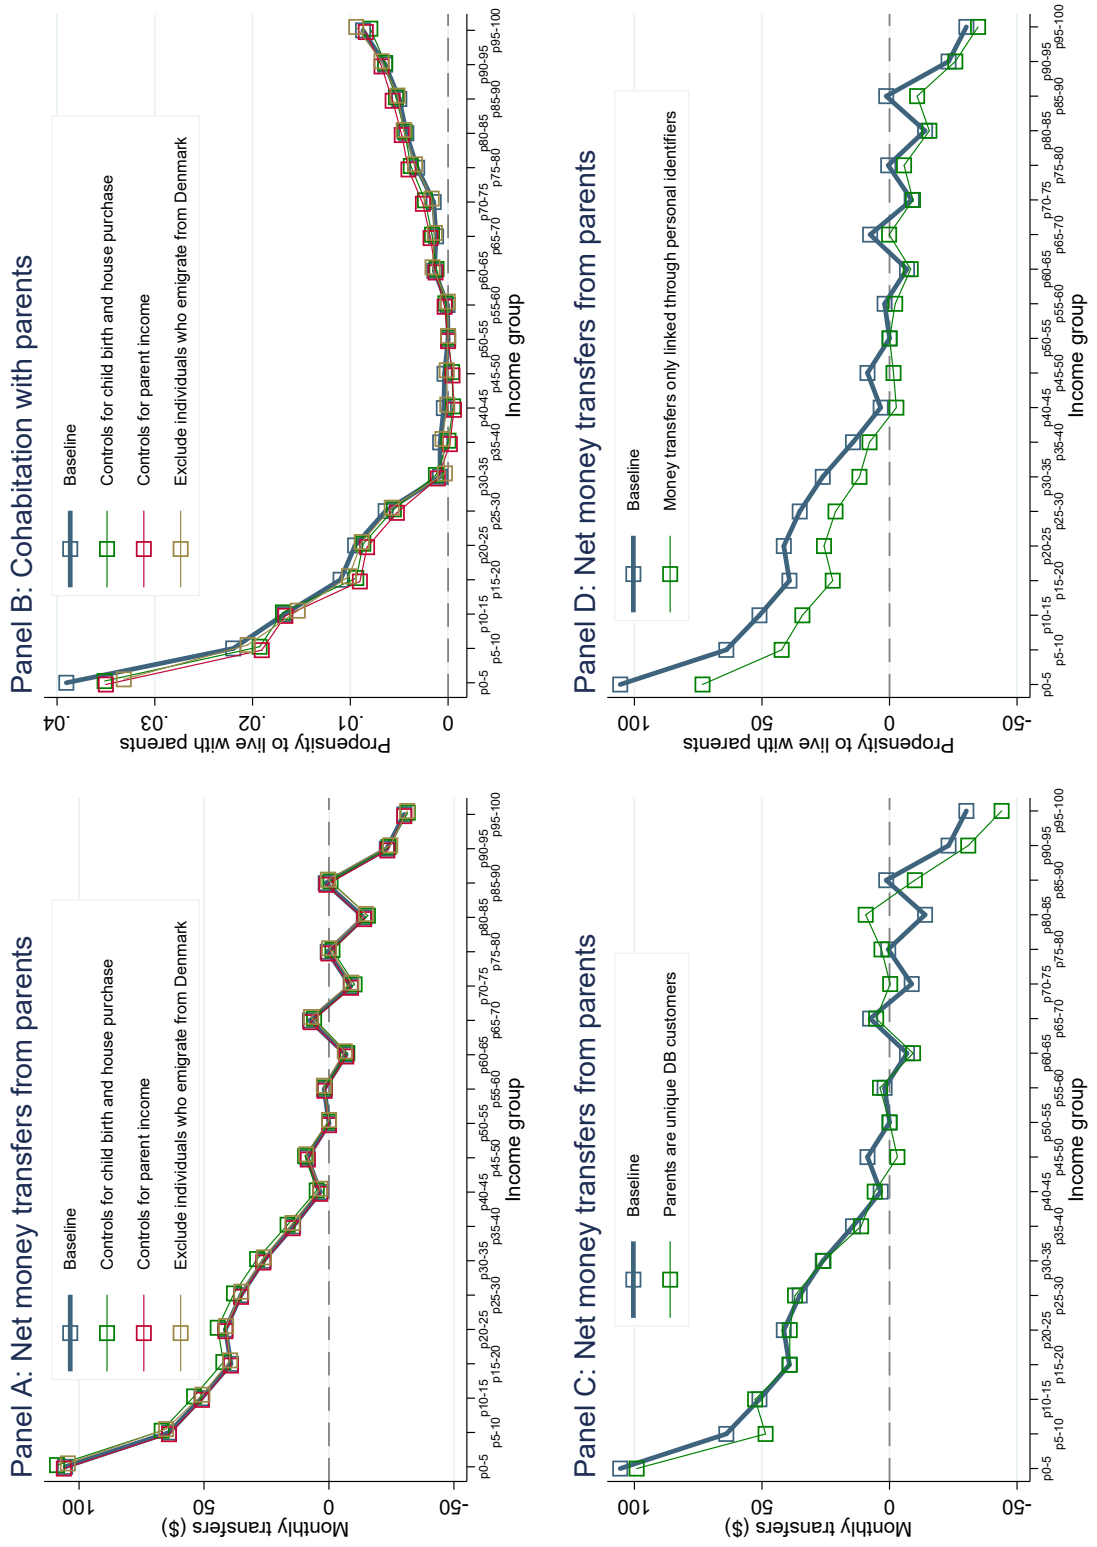 Panel A: Net money transfers from parents
Baseline
Controls for child birth and house purchase
Controls for parent income
Exclude individuals who emigrate from Denmark
Monthly transfers ($)
100
50
0
-50
p0-5 p5-10 p10-15 p15-20 p20-25 p25-30 p30-35 p35-40 p40-45 p45-50 p50-55 p55-60 p60-65 p65-70 p70-75 p75-80 p80-85 p85-90 p90-95 p95-100
Income group
Panel B: Cohabitation with parents
Baseline
Controls for child birth and house purchase
Controls for parent income
Exclude individuals who emigrate from Denmark
Propensity to live with parents
.04
.03
.02
.01
0
p0-5 p5-10 p10-15 p15-20 p20-25 p25-30 p30-35 p35-40 p40-45 p45-50 p50-55 p55-60 p60-65 p65-70 p70-75 p75-80 p80-85 p85-90 p90-95 p95-100
Income group
Panel C: Net money transfers from parents
Baseline
Parents are unique DB customers
Monthly transfers ($)
100
50
0
-50
p0-5 p5-10 p10-15 p15-20 p20-25 p25-30 p30-35 p35-40 p40-45 p45-50 p50-55 p55-60 p60-65 p65-70 p70-75 p75-80 p80-85 p85-90 p90-95 p95-100
Income group
Panel D: Net money transfers from parents
Baseline
Money transfers only linked through personal identifiers
Propensity to live with parents
100
50
0
-50
p0-5 p5-10 p10-15 p15-20 p20-25 p25-30 p30-35 p35-40 p40-45 p45-50 p50-55 p55-60 p60-65 p65-70 p70-75 p75-80 p80-85 p85-90 p90-95 p95-100
Income group